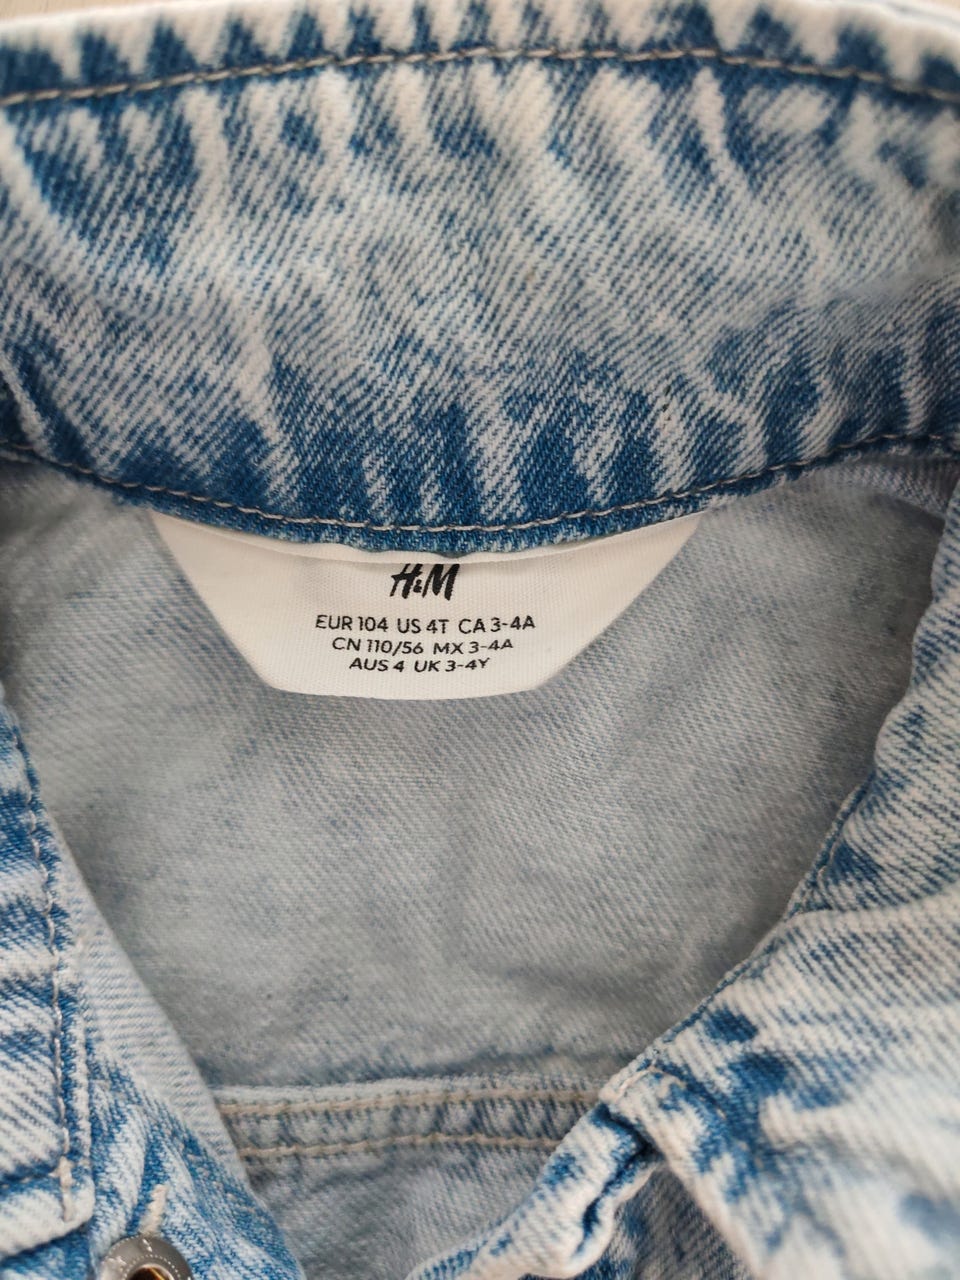 H&M
EUR 104 US 4T CA 3-4A
CN 110/56 MX 3-4A
AUS 4 UK 3-4Y